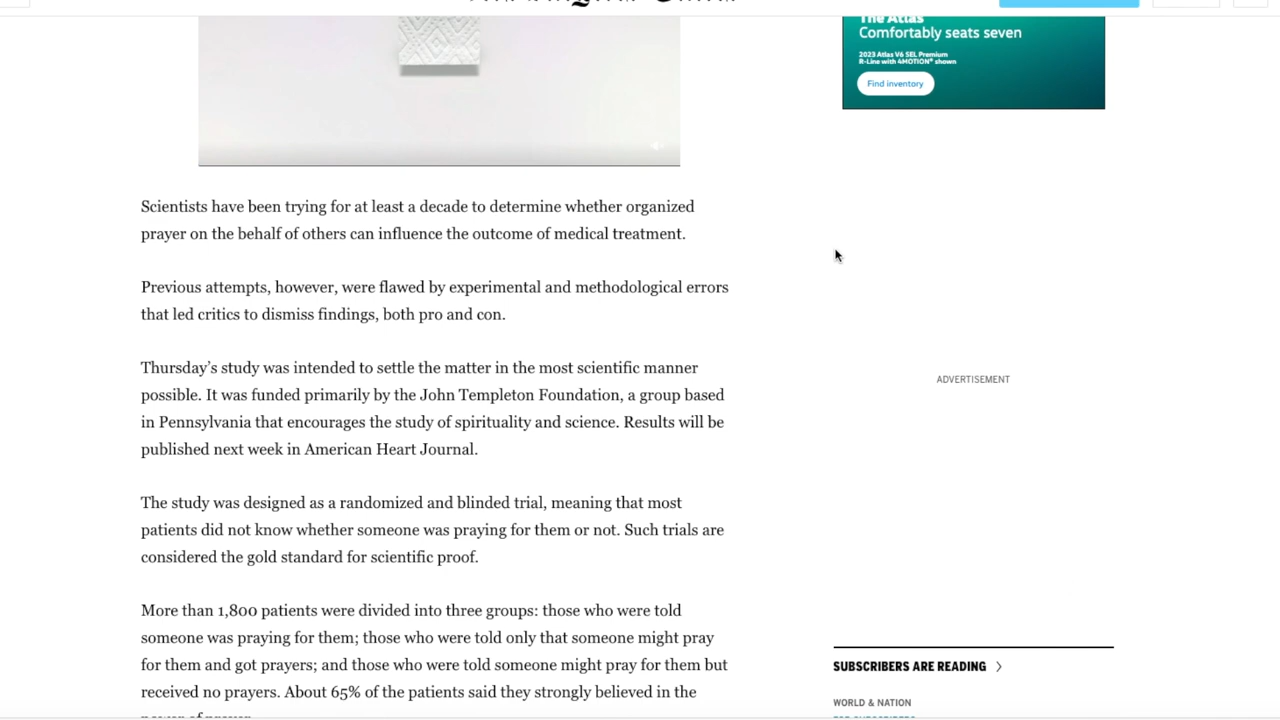 The Atlas
Comfortably seats seven
2023 Atlas V6 SEL Premium
R-Line with 4MOTION® shown
Find inventory
Scientists have been trying for at least a decade to determine whether organized
prayer on the behalf of others can influence the outcome of medical treatment.
Previous attempts, however, were flawed by experimental and methodological errors
that led critics to dismiss findings, both pro and con.
Thursday’s study was intended to settle the matter in the most scientific manner
possible. It was funded primarily by the John Templeton Foundation, a group based
in Pennsylvania that encourages the study of spirituality and science. Results will be
published next week in American Heart Journal.
The study was designed as a randomized and blinded trial, meaning that most
patients did not know whether someone was praying for them or not. Such trials are
considered the gold standard for scientific proof.
More than 1,800 patients were divided into three groups: those who were told
someone was praying for them; those who were told only that someone might pray
for them and got prayers; and those who were told someone might pray for them but
received no prayers. About 65% of the patients said they strongly believed in the
ADVERTISEMENT
SUBSCRIBERS ARE READING
WORLD & NATION